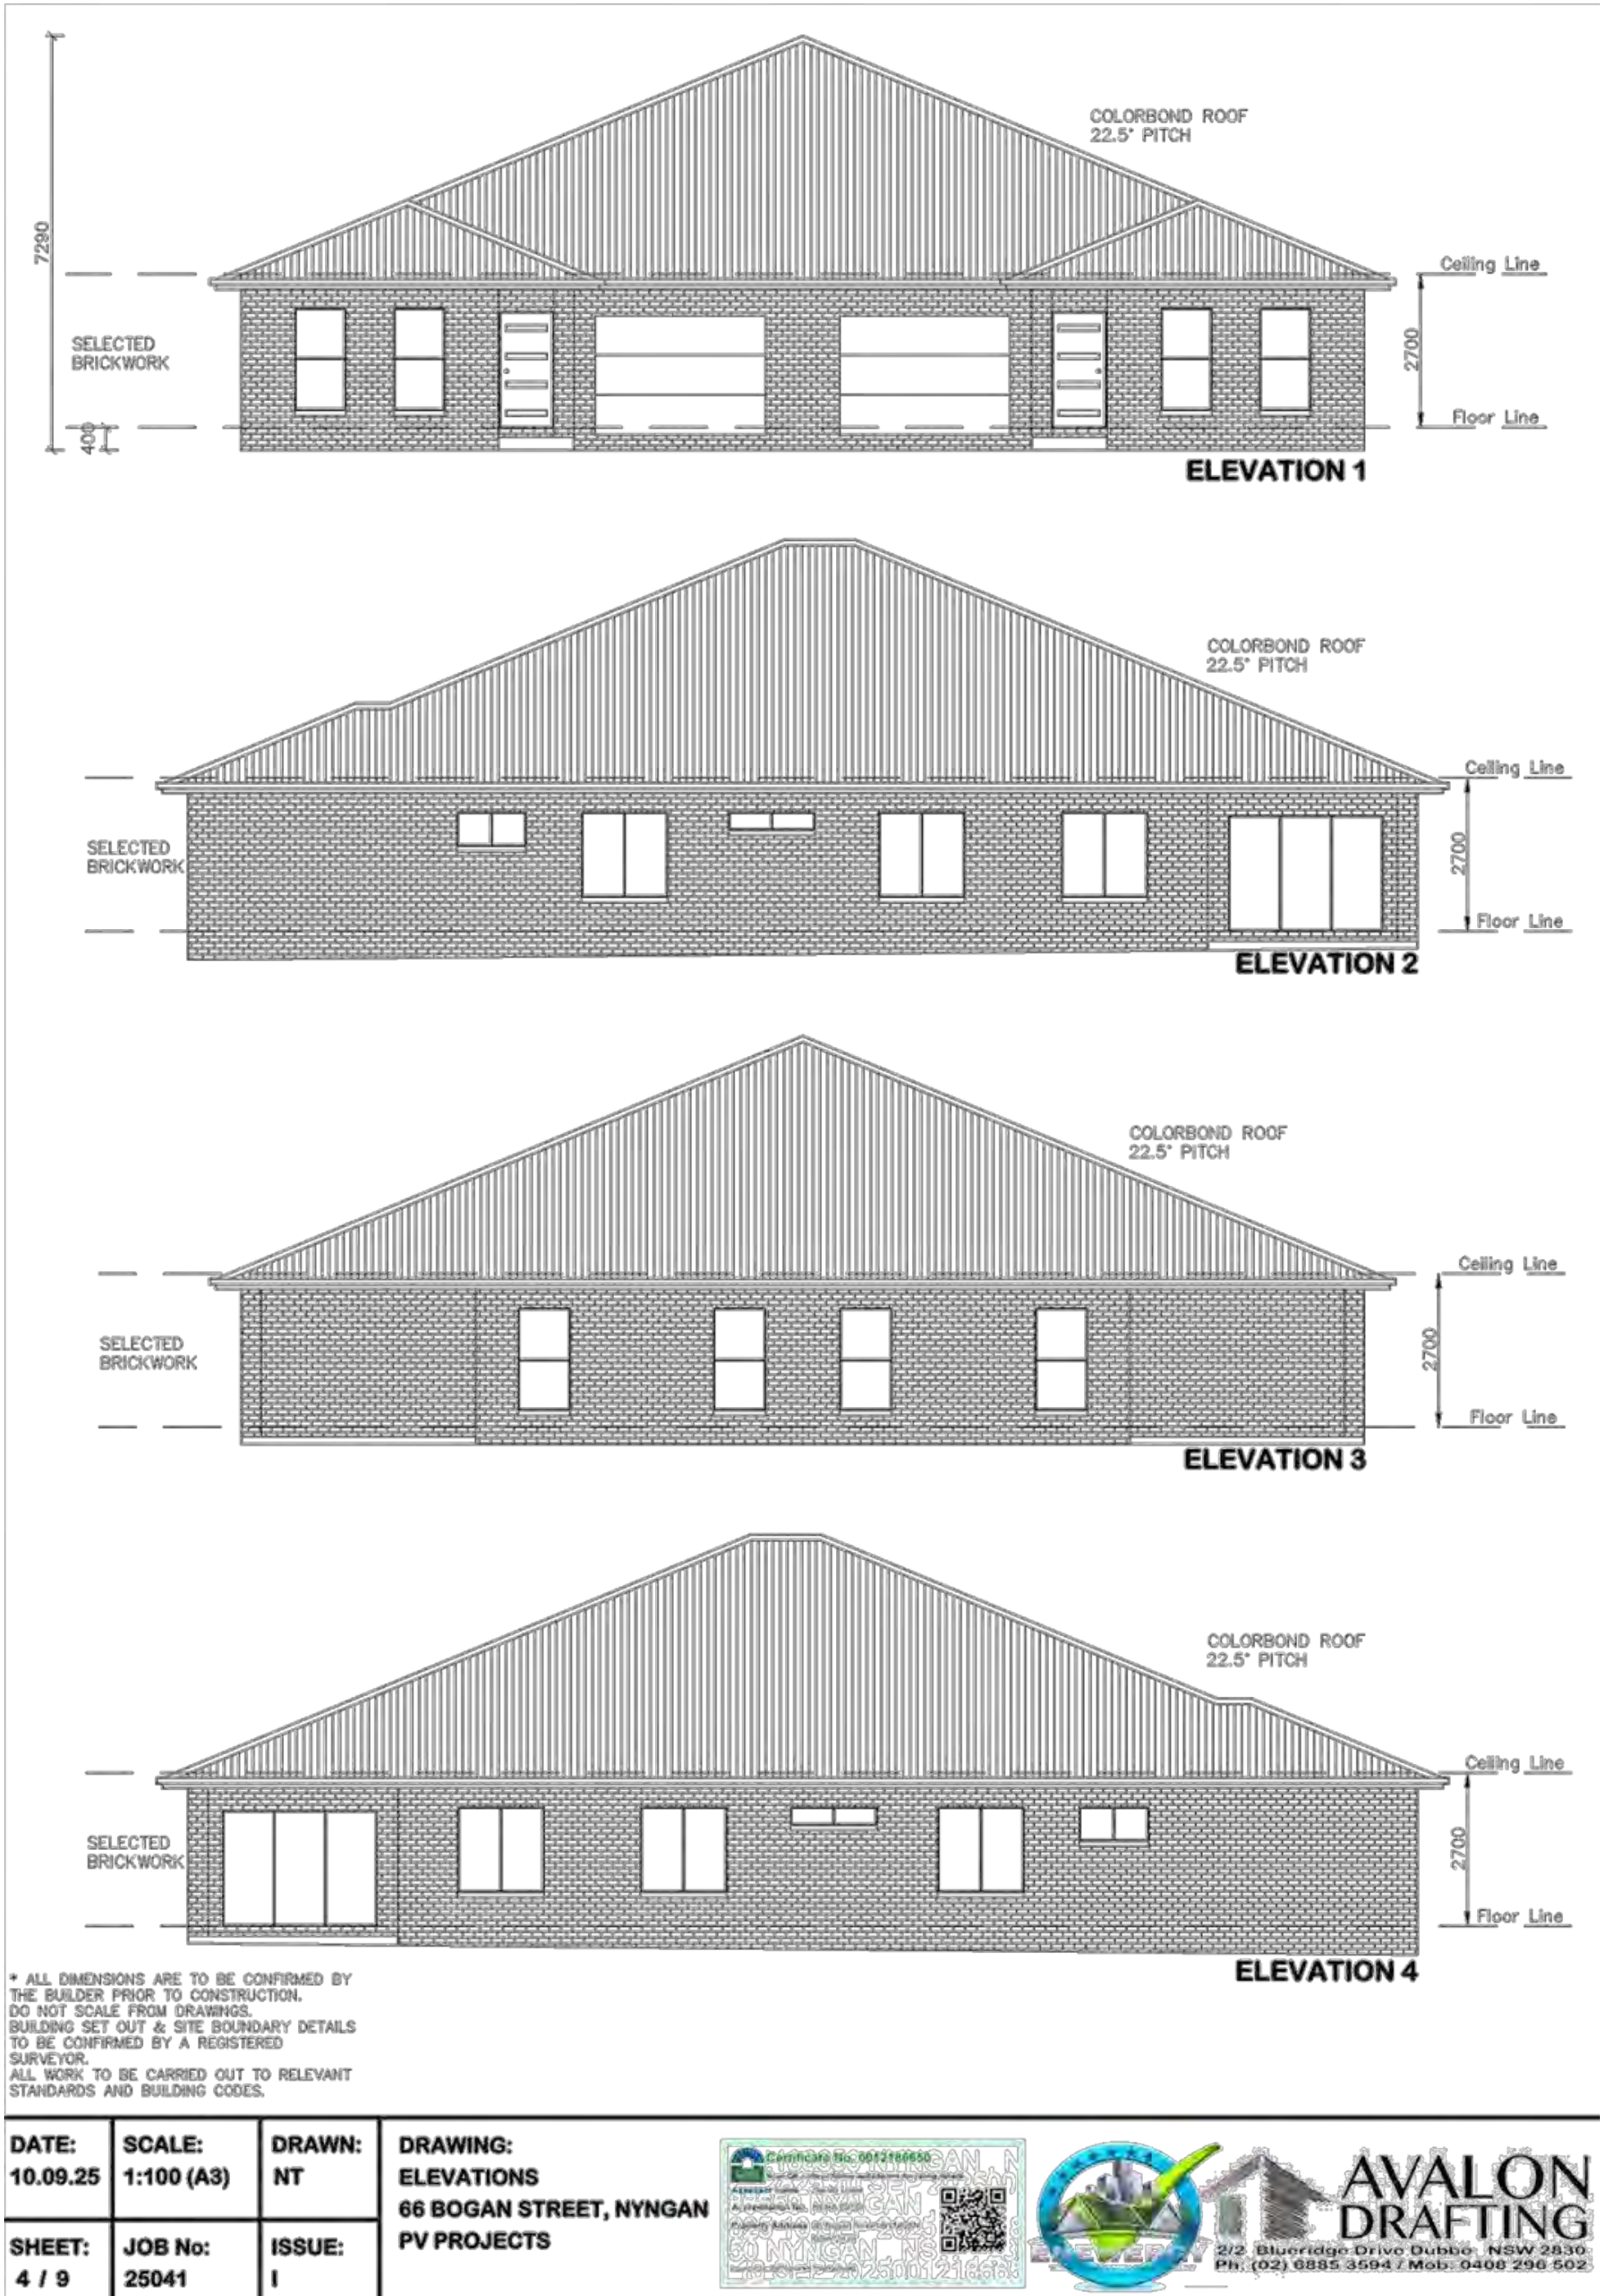 7290
COLORBOND ROOF
22.5° PITCH
Ceiling Line
SELECTED
BRICKWORK
2700
400
Floor Line
ELEVATION 1
COLORBOND ROOF
22.5° PITCH
Ceiling Line
SELECTED
BRICKWORK
2700
Floor Line
ELEVATION 2
COLORBOND ROOF
22.5° PITCH
Ceiling Line
SELECTED
BRICKWORK
2700
Floor Line
ELEVATION 3
COLORBOND ROOF
22.5° PITCH
Ceiling Line
SELECTED
BRICKWORK
2700
Floor Line
ELEVATION 4
* ALL DIMENSIONS ARE TO BE CONFIRMED BY
THE BUILDER PRIOR TO CONSTRUCTION.
DO NOT SCALE FROM DRAWINGS.
BUILDING SET OUT & SITE BOUNDARY DETAILS
TO BE CONFIRMED BY A REGISTERED
SURVEYOR.
ALL WORK TO BE CARRIED OUT TO RELEVANT
STANDARDS AND BUILDING CODES.
DATE:
10.09.25
SCALE:
1:100 (A3)
DRAWN:
NT
DRAWING:
ELEVATIONS
66 BOGAN STREET, NYNGAN
PV PROJECTS
SHEET:
4 / 9
JOB No:
25041
ISSUE:
I
Certificate No.
Property Address
AVALON
DRAFTING
2/2 Blueridge Drive Dubbo NSW 2830
Ph: (02) 6885 3594 / Mob: 0408 296 502